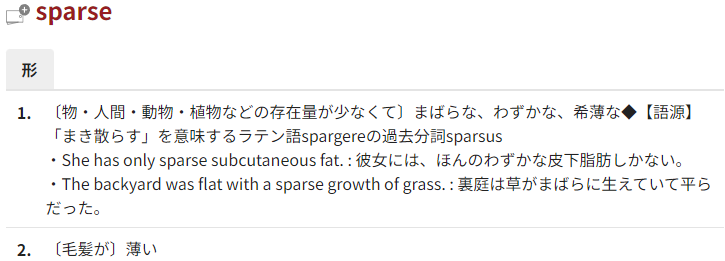 sparse
形
1. 〔物・人間・動物・植物などの存在量が少なくて〕まばらな、わずかな、希薄な◆【語源】
「まき散らす」を意味するラテン語spargereの過去分詞sparsus
・She has only sparse subcutaneous fat. : 彼女には、ほんのわずかな皮下脂肪しかない。
・The backyard was flat with a sparse growth of grass. : 裏庭は草がまばらに生えていて平ら
だった。
2. 〔毛髪が〕薄い